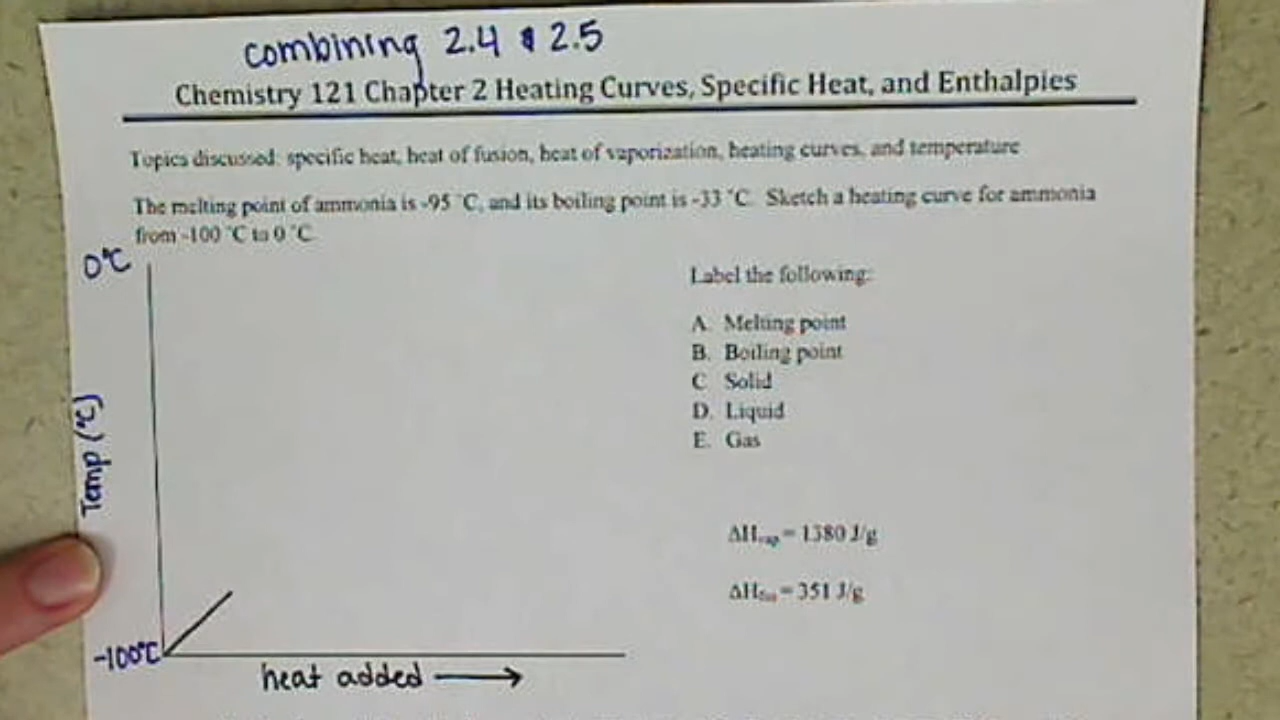 combining 2.4 & 2.5
Chemistry 121 Chapter 2 Heating Curves, Specific Heat, and Enthalpies
Topics discussed: specific heat, heat of fusion, heat of vaporization, heating curves, and temperature
The melting point of ammonia is -95 °C, and its boiling point is -33 °C. Sketch a heating curve for ammonia
from -100 °C to 0 °C.
0°C
Label the following:
A. Melting point
B. Boiling point
C. Solid
D. Liquid
E. Gas
Temp (°C)
ΔHvap = 1380 J/g
ΔHfus = 351 J/g
-100°C
heat added →